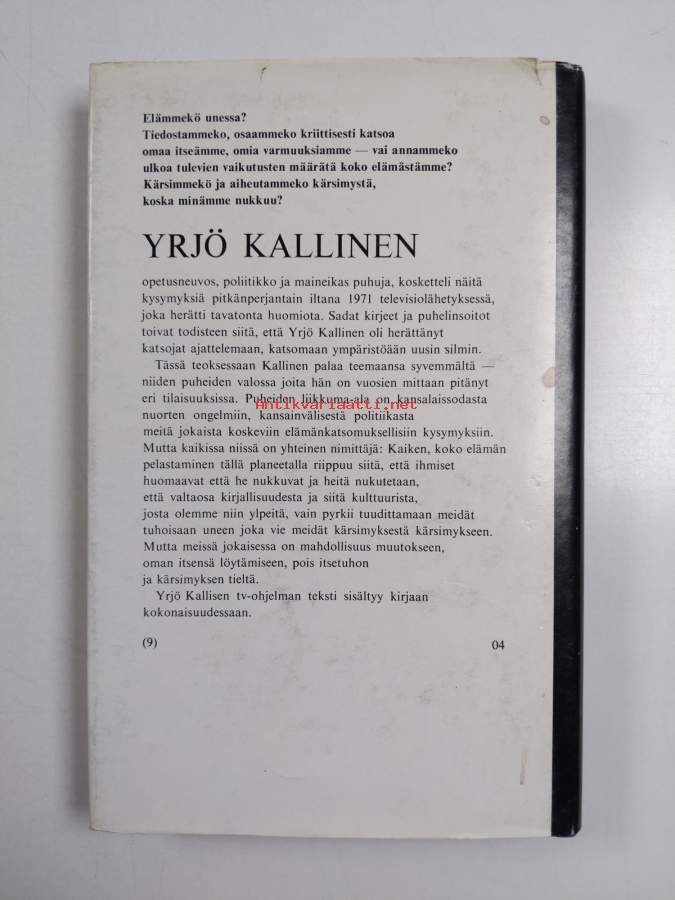 Elämmekö unessa?
Tiedostammeko, osaammeko kriittisesti katsoa
omaa itseämme, omia varmuuksiamme — vai annammeko
ulkoa tulevien vaikutusten määrätä koko elämästämme?
Kärsimmekö ja aiheutammeko kärsimystä,
koska minämme nukkuu?
YRJÖ KALLINEN
opetusneuvos, poliitikko ja maineikas puhuja, kosketteli näitä
kysymyksiä pitkänperjantain iltana 1971 televisiolähetyksessä,
joka herätti tavatonta huomiota. Sadat kirjeet ja puhelinsoitot
toivat todisteen siitä, että Yrjö Kallinen oli herättänyt
katsojat ajattelemaan, katsomaan ympäristöään uusin silmin.
Tässä teoksessaan Kallinen palaa teemaansa syvemmältä —
niiden puheiden valossa joita hän on vuosien mittaan pitänyt
eri tilaisuuksissa. Puheiden liikkuma-ala on kansalaissodasta
Antikvariaatti.net
nuorten ongelmiin, kansainvälisestä politiikasta
meitä jokaista koskeviin elämänkatsomuksellisiin kysymyksiin.
Mutta kaikissa niissä on yhteinen nimittäjä: Kaiken, koko elämän
pelastaminen tällä planeetalla riippuu siitä, että ihmiset
huomaavat että he nukkuvat ja heitä nukutetaan,
että valtaosa kirjallisuudesta ja siitä kulttuurista,
josta olemme niin ylpeitä, vain pyrkii tuudittamaan meidät
tuhoisaan uneen joka vie meidät kärsimyksestä kärsimykseen.
Mutta meissä jokaisessa on mahdollisuus muutokseen,
oman itsensä löytämiseen, pois itsetuhon
ja kärsimyksen tieltä.
Yrjö Kallisen tv-ohjelman teksti sisältyy kirjaan
kokonaisuudessaan.
(9) 04